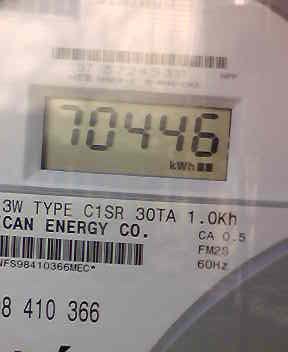 70446
kWh
3W TYPE C1SR 30TA 1.0Kh
CAN ENERGY CO.
CA 0.5
NFS98410366MEC*
FM2S
60Hz
8 410 366